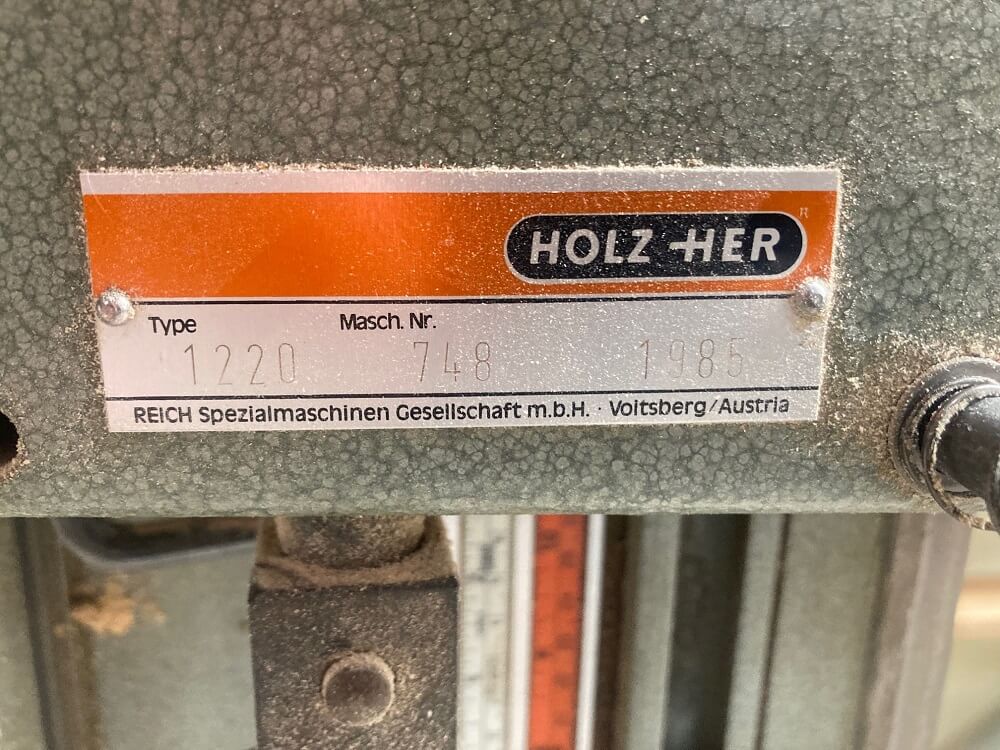 HOLZ-HER R
Type Masch. Nr.
1220 748 1985
REICH Spezialmaschinen Gesellschaft m.b.H. · Voitsberg/Austria